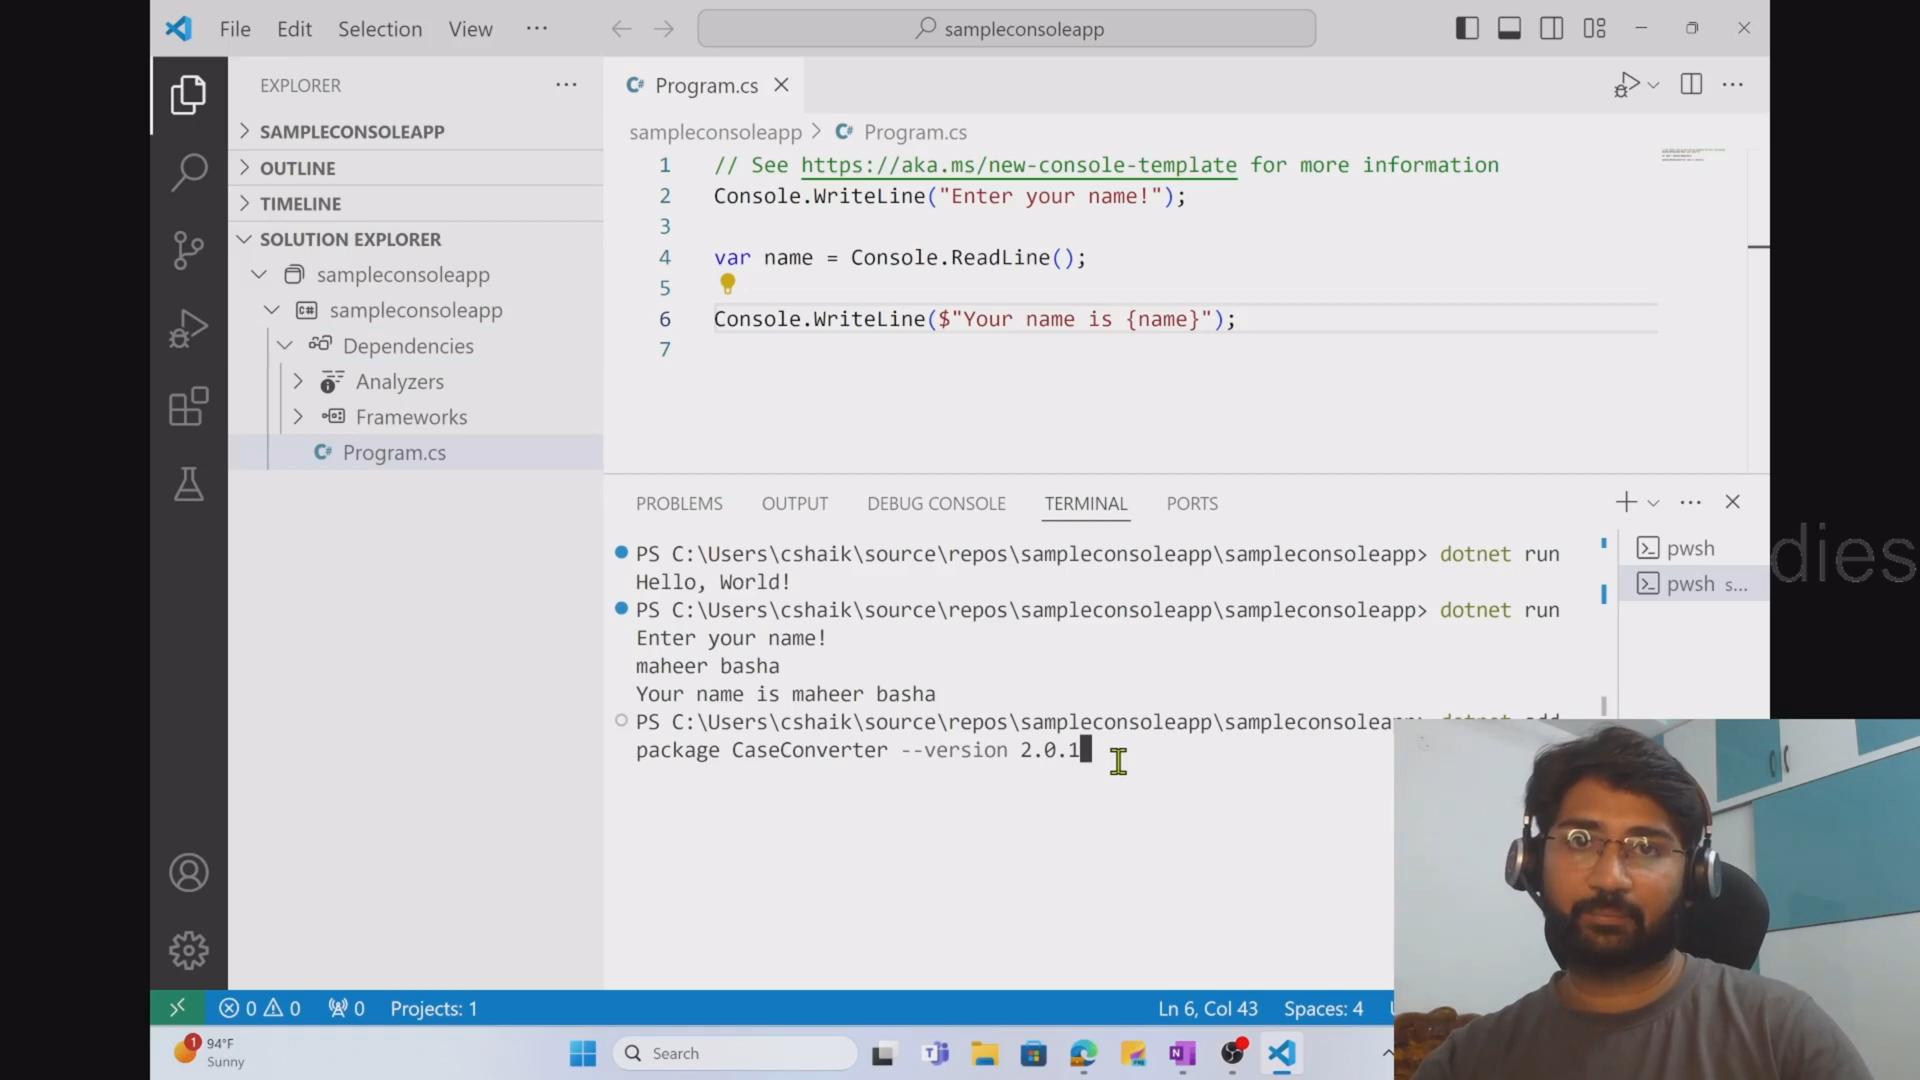 File Edit Selection View ···
sampleconsoleapp
EXPLORER
SAMPLECONSOLEAPP
OUTLINE
TIMELINE
SOLUTION EXPLORER
sampleconsoleapp
sampleconsoleapp
Dependencies
Analyzers
Frameworks
C# Program.cs
C# Program.cs
sampleconsoleapp > C# Program.cs
1 // See https://aka.ms/new-console-template for more information
2 Console.WriteLine("Enter your name!");
3
4 var name = Console.ReadLine();
5
6 Console.WriteLine($"Your name is {name}");
7
PROBLEMS OUTPUT DEBUG CONSOLE TERMINAL PORTS
PS C:\Users\cshaik\source\repos\sampleconsoleapp\sampleconsoleapp> dotnet run
Hello, World!
PS C:\Users\cshaik\source\repos\sampleconsoleapp\sampleconsoleapp> dotnet run
Enter your name!
maheer basha
Your name is maheer basha
PS C:\Users\cshaik\source\repos\sampleconsoleapp\sampleconsoleapp> dotnet add
package CaseConverter --version 2.0.1
pwsh
pwsh s...
dies
0 0 0 Projects: 1
Ln 6, Col 43 Spaces: 4
1
94°F
Sunny
Search